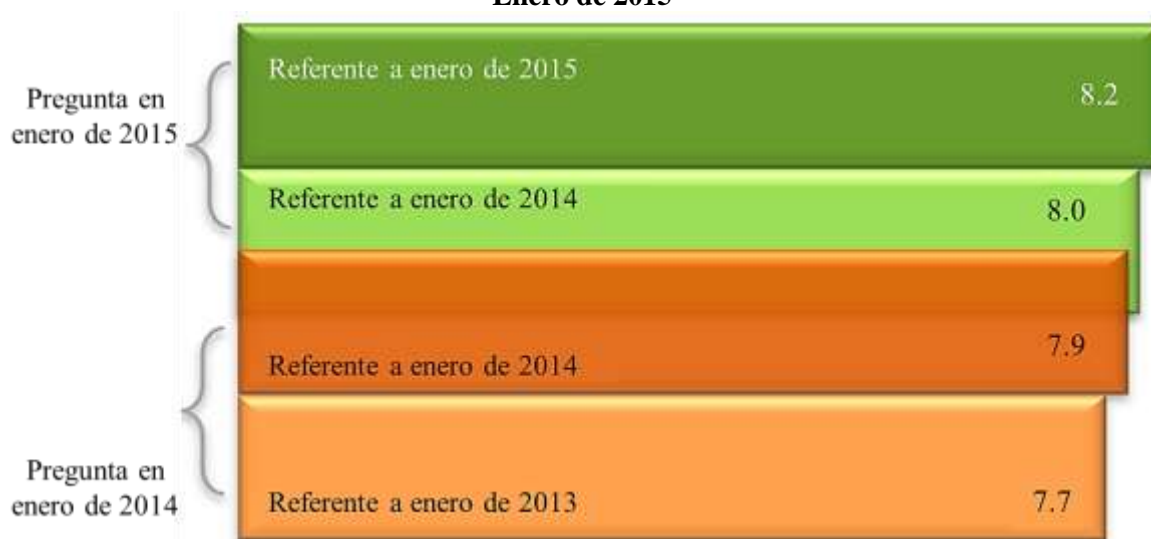 Enero de 2015
Referente a enero de 2015
8.2
Pregunta en
enero de 2015
Referente a enero de 2014
8.0
Referente a enero de 2014
7.9
Pregunta en
enero de 2014
Referente a enero de 2013
7.7